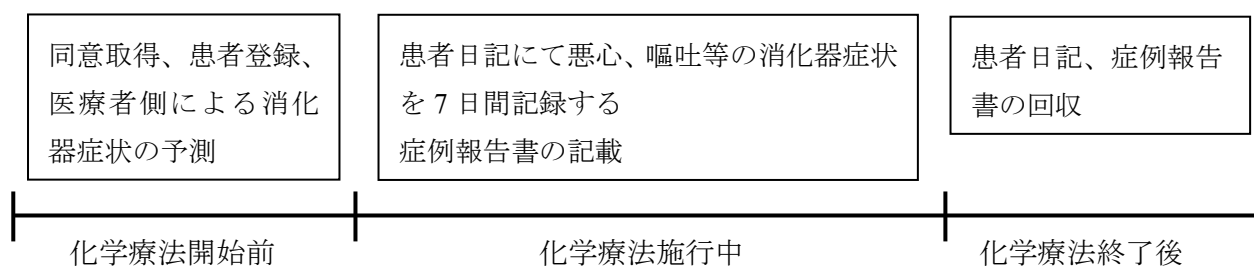 同意取得、患者登録、
医療者側による消化
器症状の予測
患者日記にて悪心、嘔吐等の消化器症状
を7日間記録する
症例報告書の記載
患者日記、症例報告
書の回収
化学療法開始前
化学療法施行中
化学療法終了後